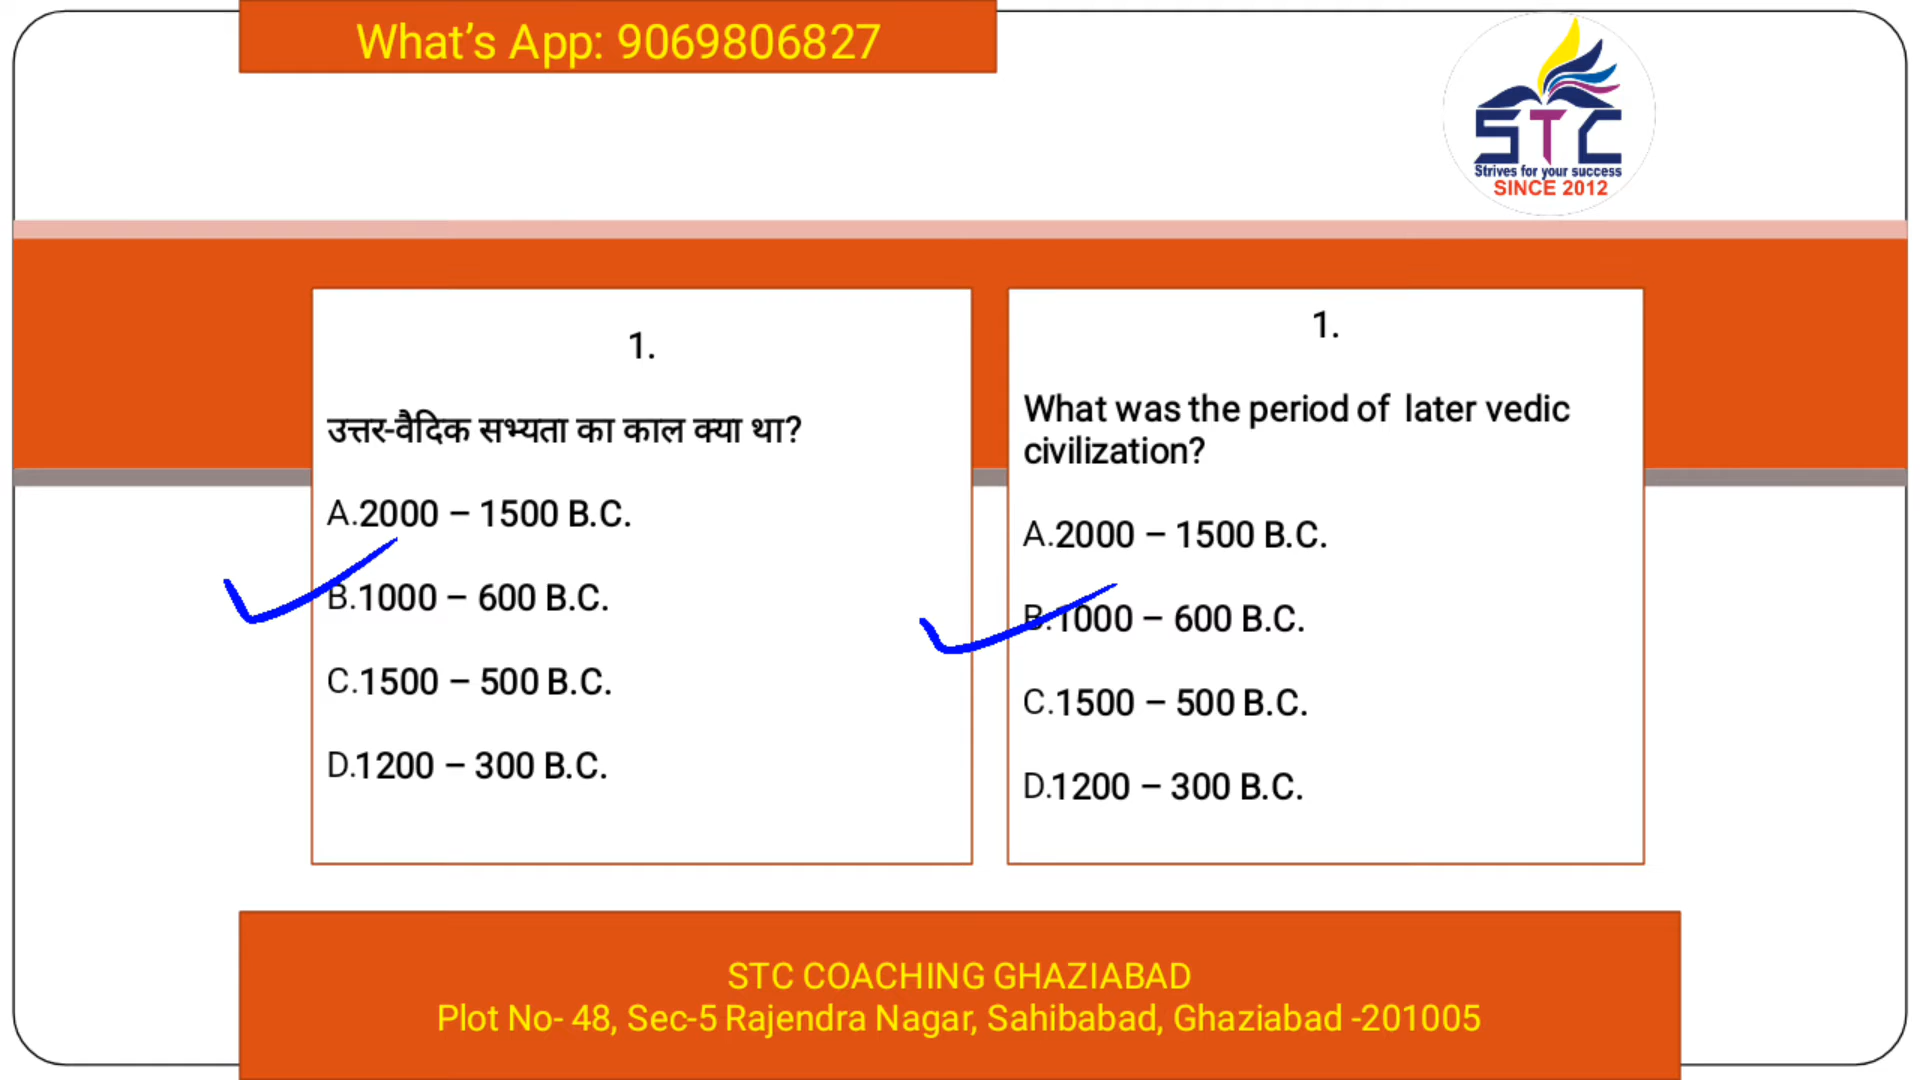 What’s App: 9069806827
STC
Strives for your success
SINCE 2012
1.
उत्तर-वैदिक सभ्यता का काल क्या था?
A.2000 – 1500 B.C.
B.1000 – 600 B.C.
C.1500 – 500 B.C.
D.1200 – 300 B.C.
1.
What was the period of later vedic
civilization?
A.2000 – 1500 B.C.
B.1000 – 600 B.C.
C.1500 – 500 B.C.
D.1200 – 300 B.C.
STC COACHING GHAZIABAD
Plot No- 48, Sec-5 Rajendra Nagar, Sahibabad, Ghaziabad -201005